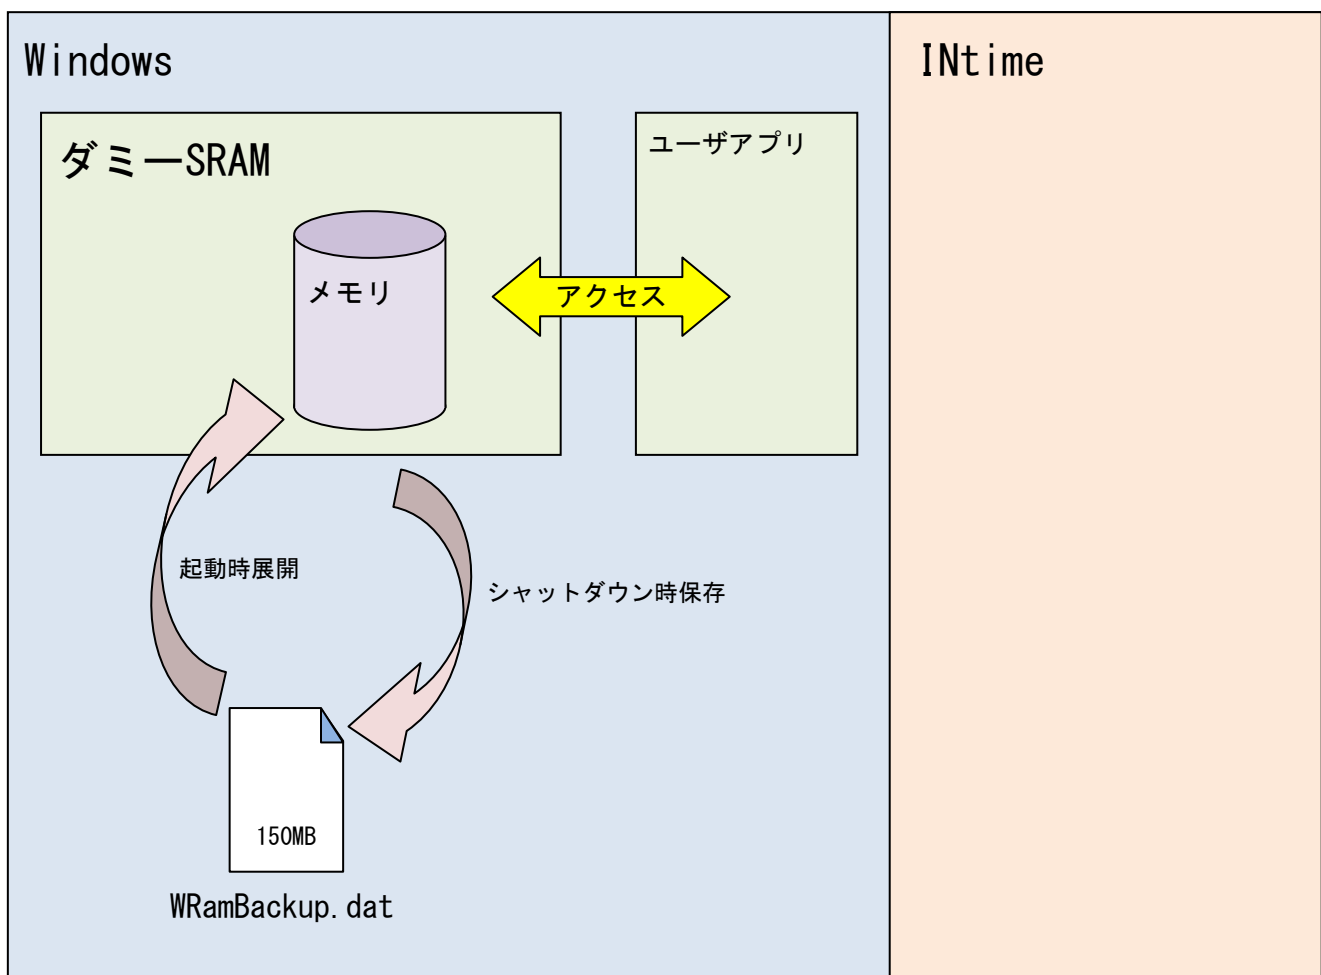 Windows
INtime
ダミーSRAM
ユーザアプリ
メモリ
アクセス
起動時展開
シャットダウン時保存
150MB
WRamBackup.dat